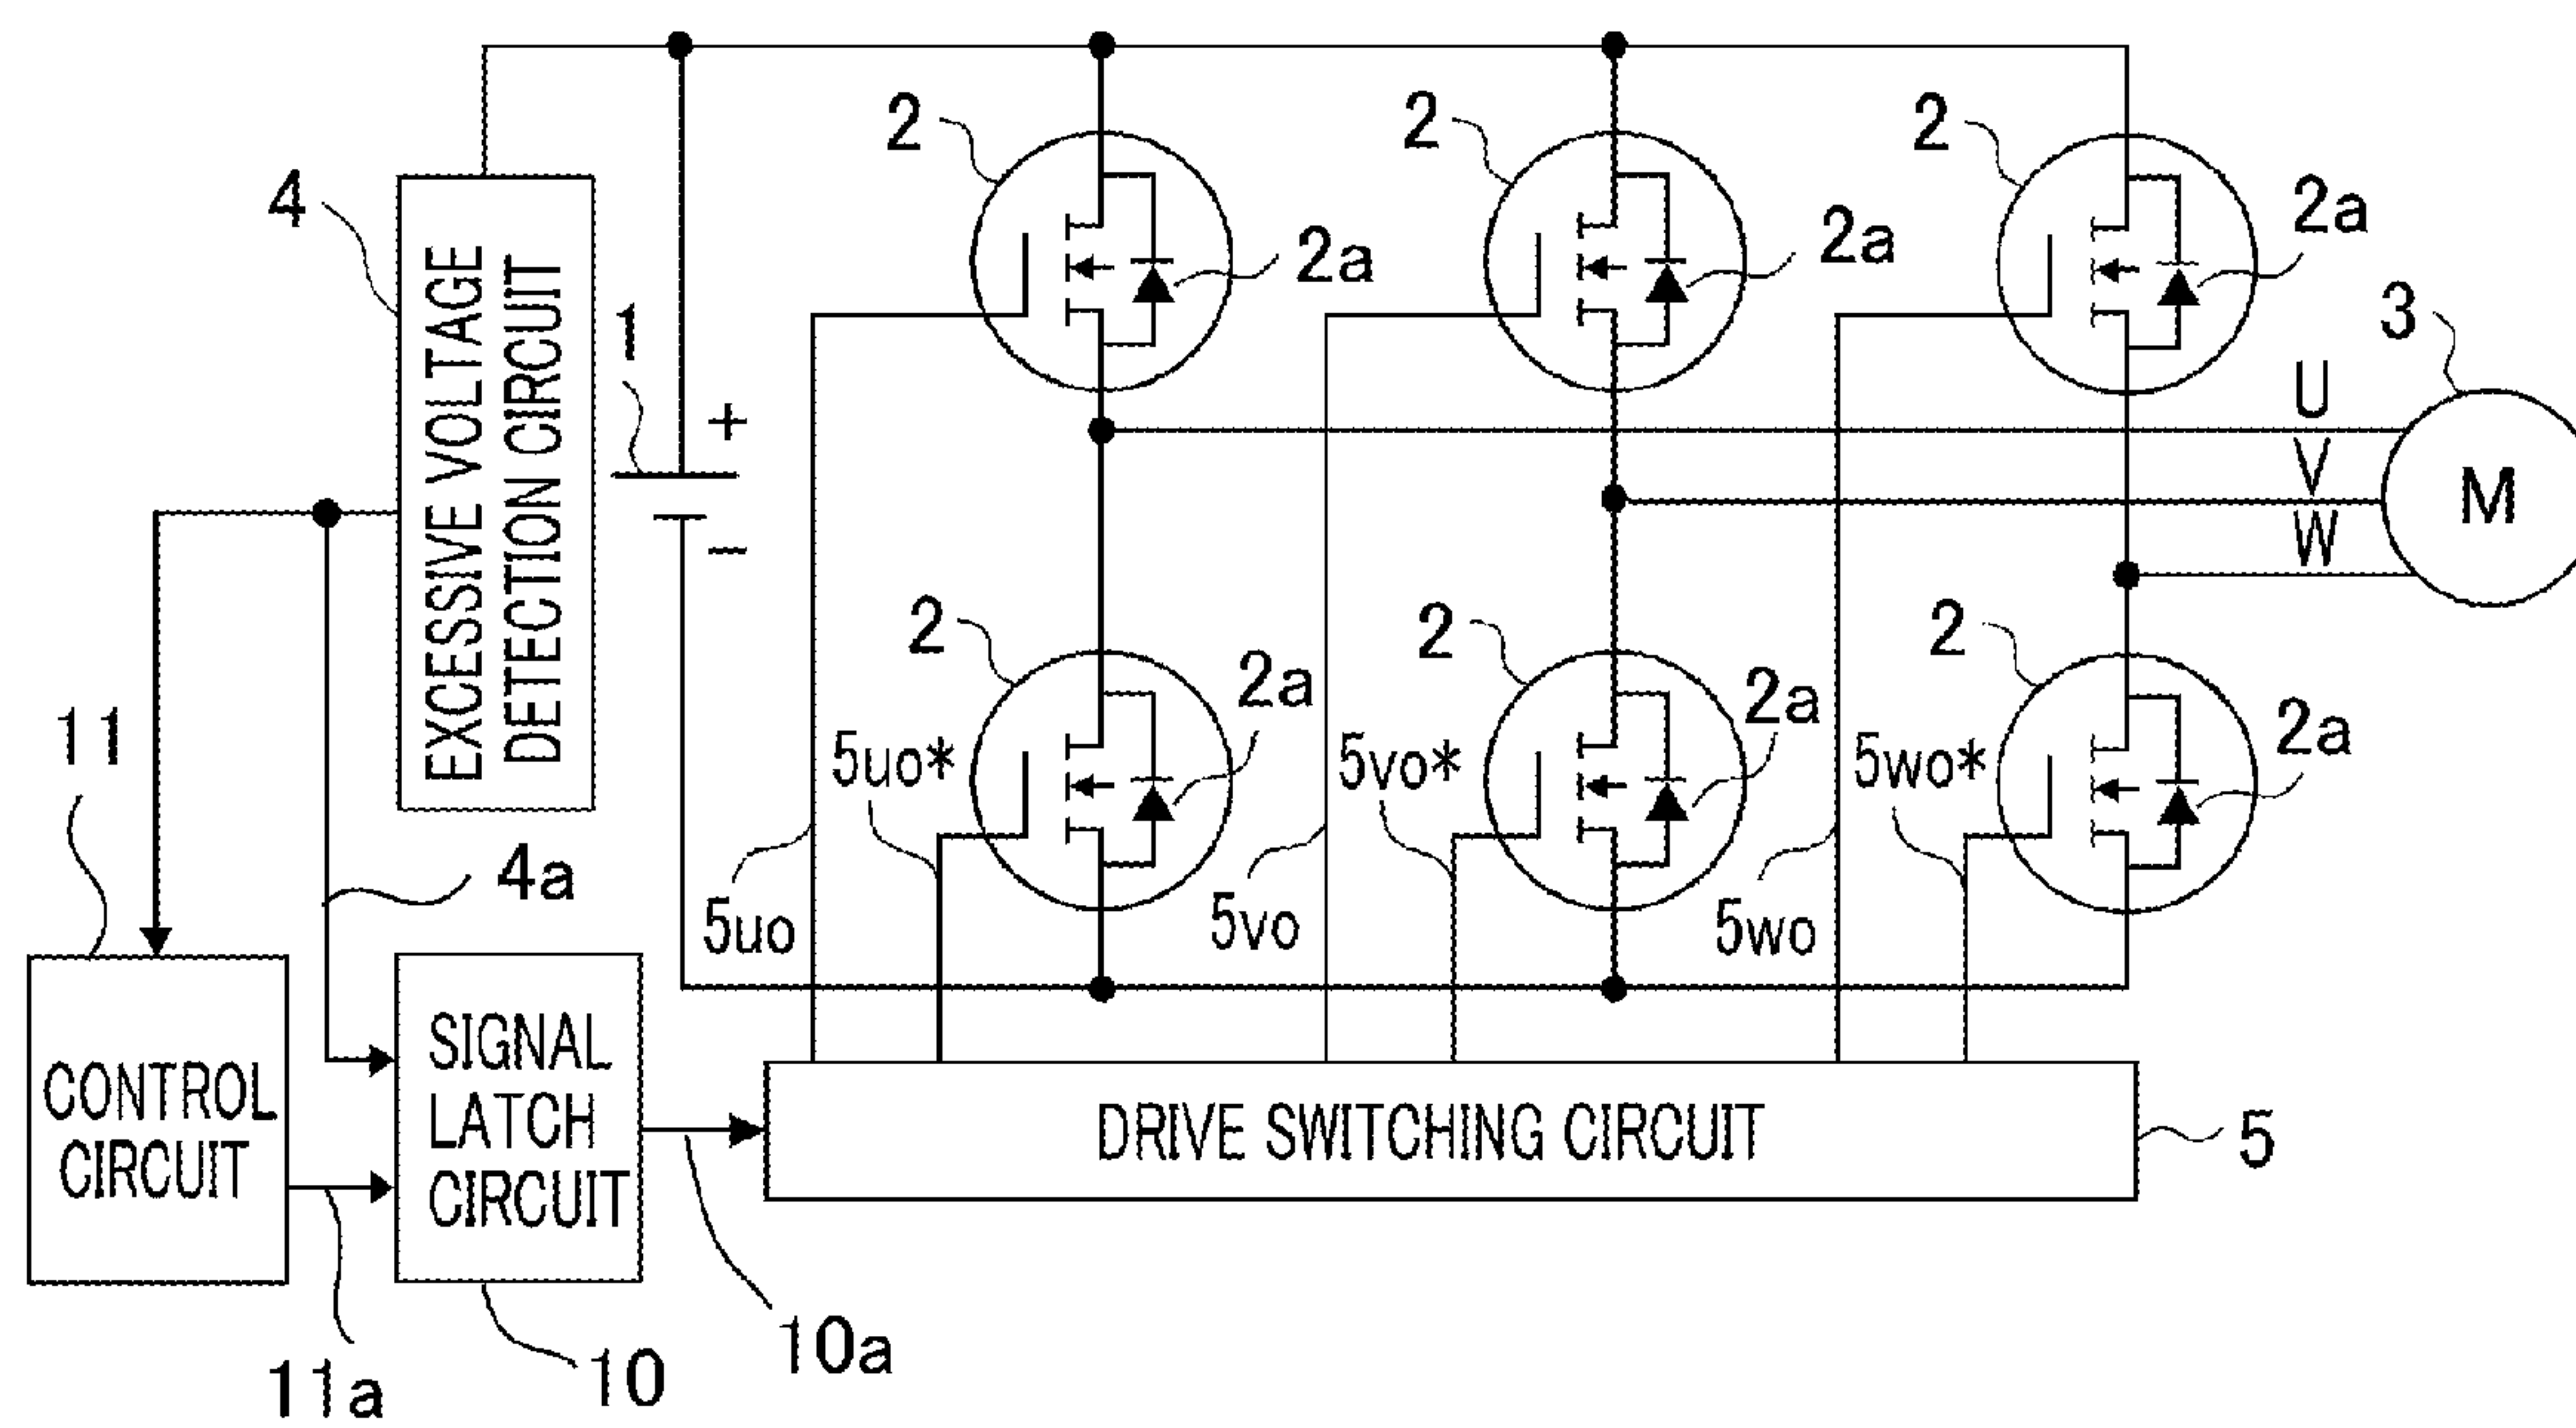 2
2
2
4
2a
2a
2a
EXCESSIVE VOLTAGE
DETECTION CIRCUIT
1
3
U
+
V
M
−
W
2
2
2
2a
2a
2a
11
5uo*
5vo*
5wo*
4a
5uo
5vo
5wo
CONTROL
CIRCUIT
SIGNAL
LATCH
CIRCUIT
DRIVE SWITCHING CIRCUIT
5
11a
10
10a